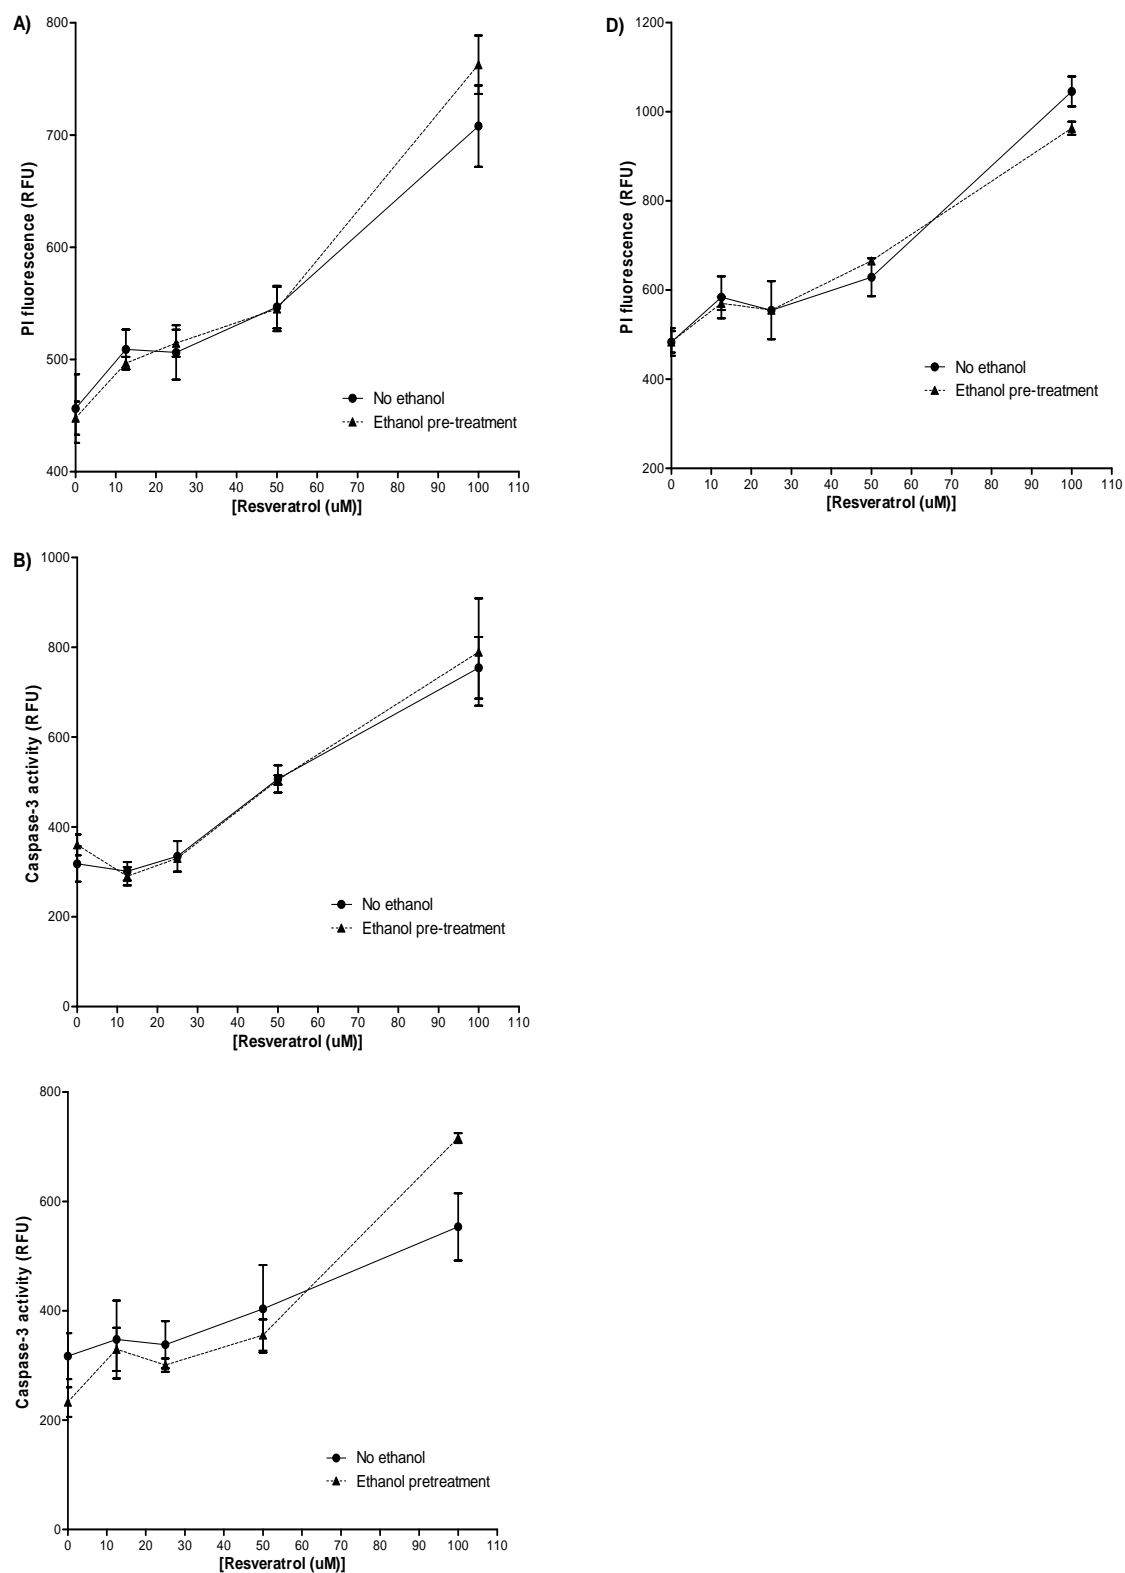 A)
800
700
600
500
400
PI fluorescence (RFU)
No ethanol
Ethanol pre-treatment
0 10 20 30 40 50 60 70 80 90 100 110
[Resveratrol (uM)]
D)
1200
1000
800
600
400
200
PI fluorescence (RFU)
No ethanol
Ethanol pre-treatment
0 10 20 30 40 50 60 70 80 90 100 110
[Resveratrol (uM)]
B)
1000
800
600
400
200
0
Caspase-3 activity (RFU)
No ethanol
Ethanol pre-treatment
0 10 20 30 40 50 60 70 80 90 100 110
[Resveratrol (uM)]
800
600
400
200
0
Caspase-3 activity (RFU)
No ethanol
Ethanol pretreatment
0 10 20 30 40 50 60 70 80 90 100 110
[Resveratrol (uM)]